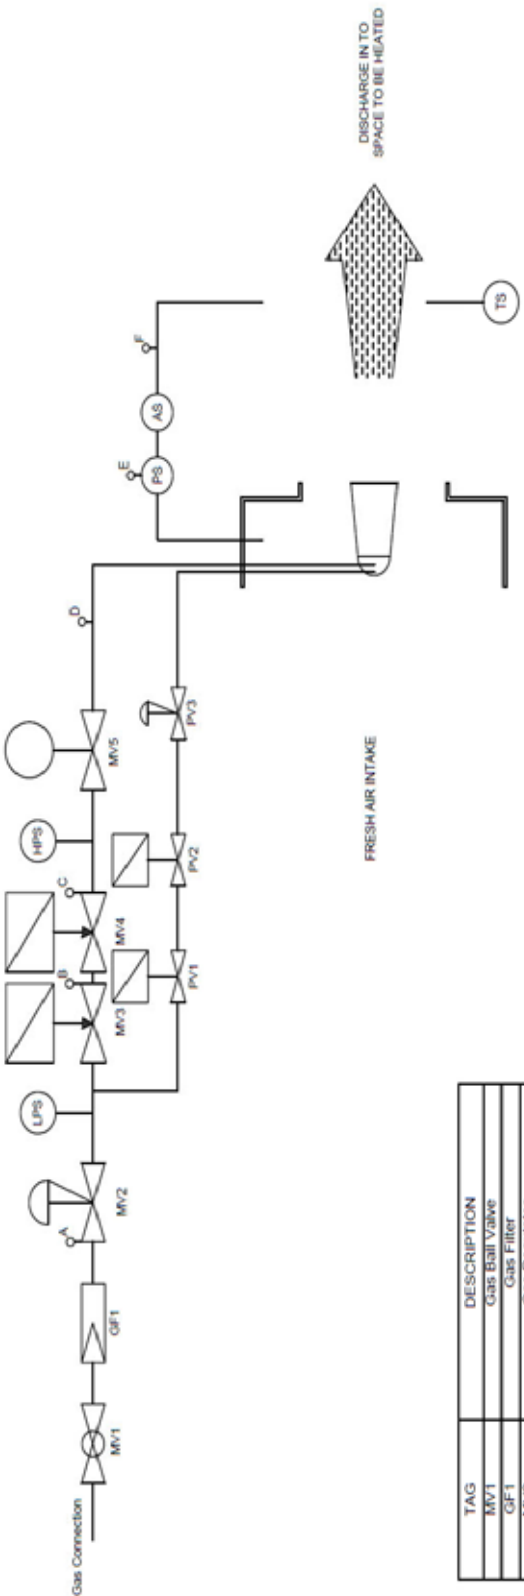 Gas Connection
MV1
GF1
A
MV2
LPS
MV3
B
MV4
C
HPS
MV5
D
PV1
PV2
PV3
E
PS
AS
F
TS
FRESH AIR INTAKE
DISCHARGE IN TO
SPACE TO BE HEATED
TAG DESCRIPTION
MV1 Gas Ball Valve
GF1 Gas Filter